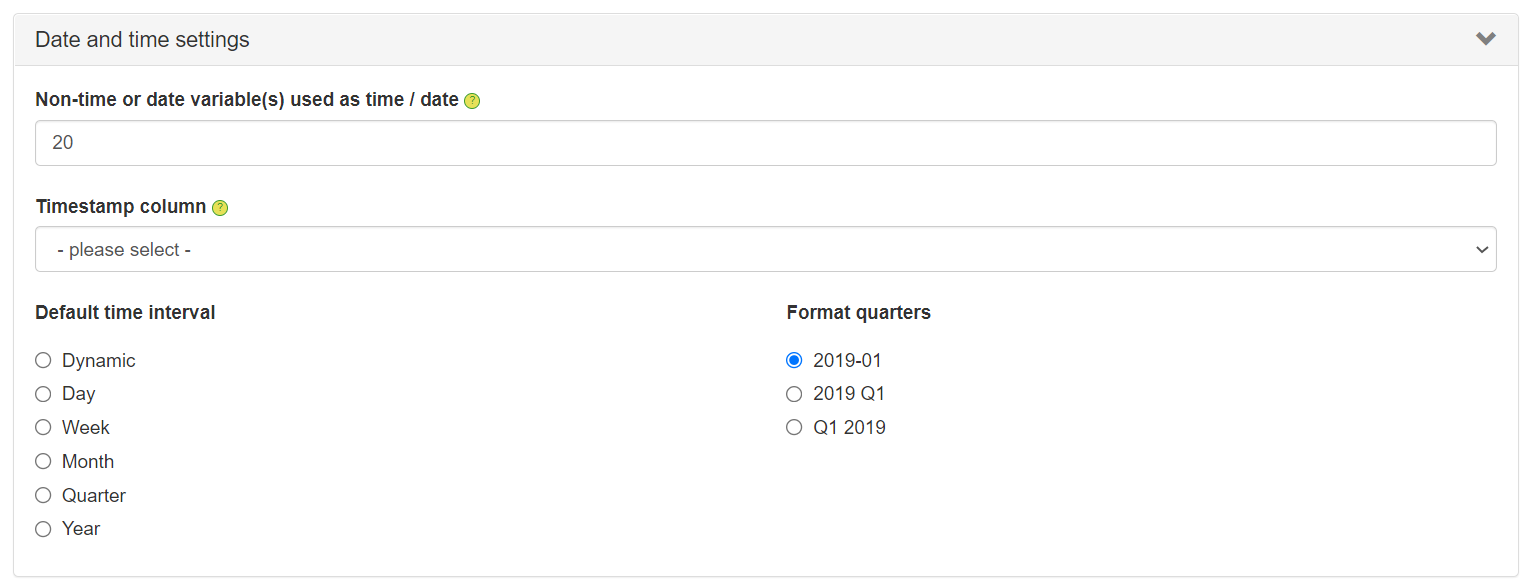 Date and time settings
Non-time or date variable(s) used as time / date ?
20
Timestamp column ?
- please select -
Default time interval
Dynamic
Day
Week
Month
Quarter
Year
Format quarters
2019-01
2019 Q1
Q1 2019